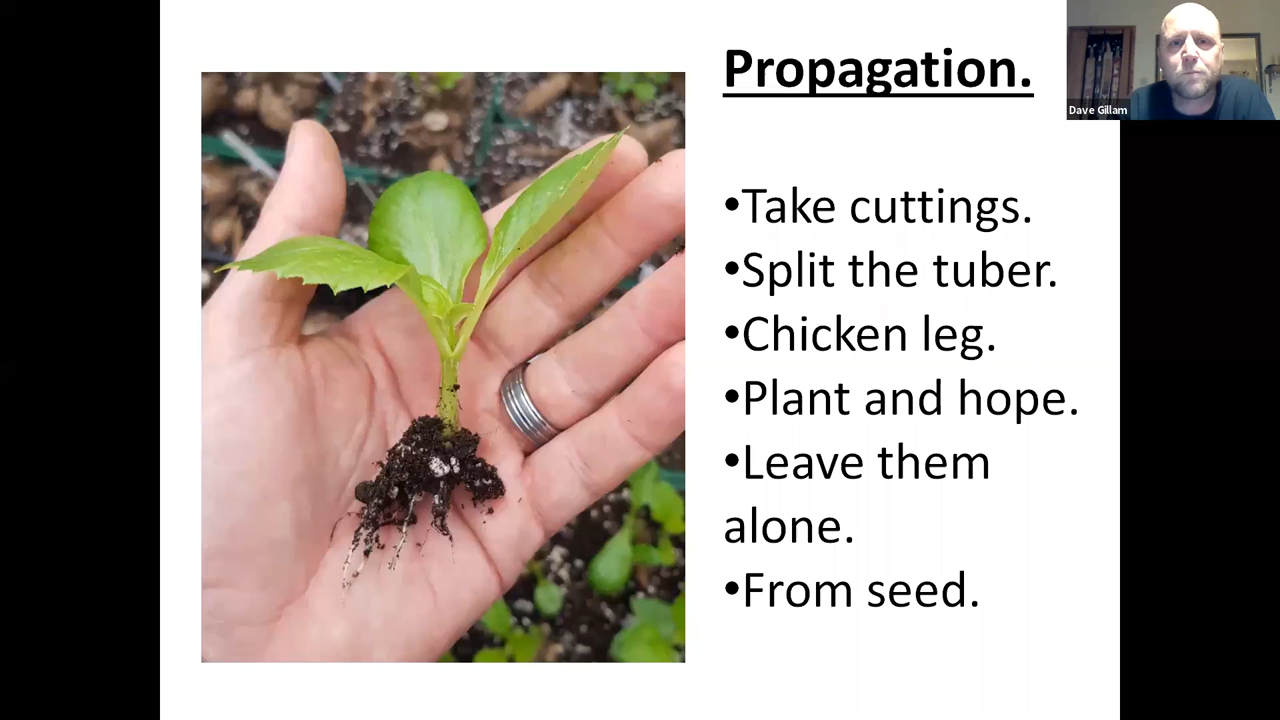 Propagation.
Dave Gillam
•Take cuttings.
•Split the tuber.
•Chicken leg.
•Plant and hope.
•Leave them
alone.
•From seed.